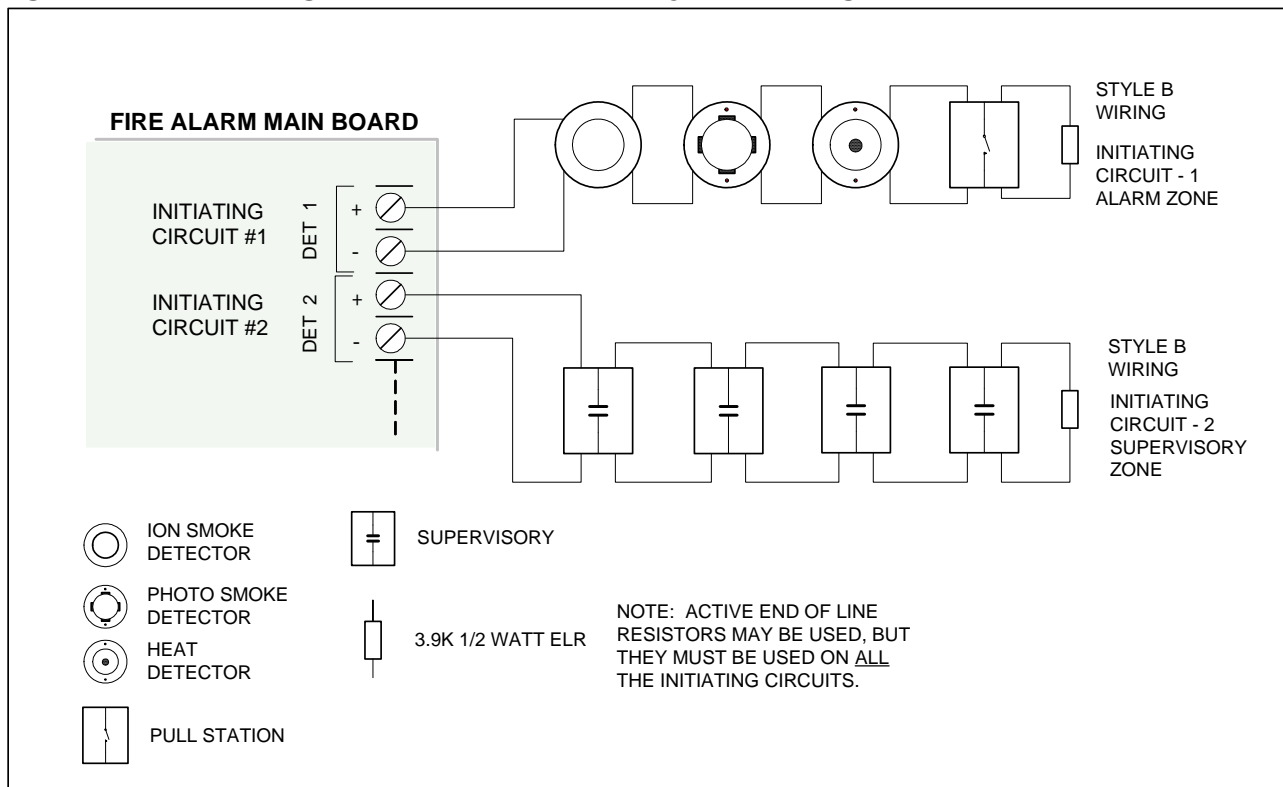 FIRE ALARM MAIN BOARD
INITIATING
CIRCUIT #1
DET 1
+
-
INITIATING
CIRCUIT #2
DET 2
+
-
STYLE B
WIRING
INITIATING
CIRCUIT - 1
ALARM ZONE
STYLE B
WIRING
INITIATING
CIRCUIT - 2
SUPERVISORY
ZONE
ION SMOKE
DETECTOR
PHOTO SMOKE
DETECTOR
HEAT
DETECTOR
PULL STATION
SUPERVISORY
3.9K 1/2 WATT ELR
NOTE: ACTIVE END OF LINE
RESISTORS MAY BE USED, BUT
THEY MUST BE USED ON ALL
THE INITIATING CIRCUITS.